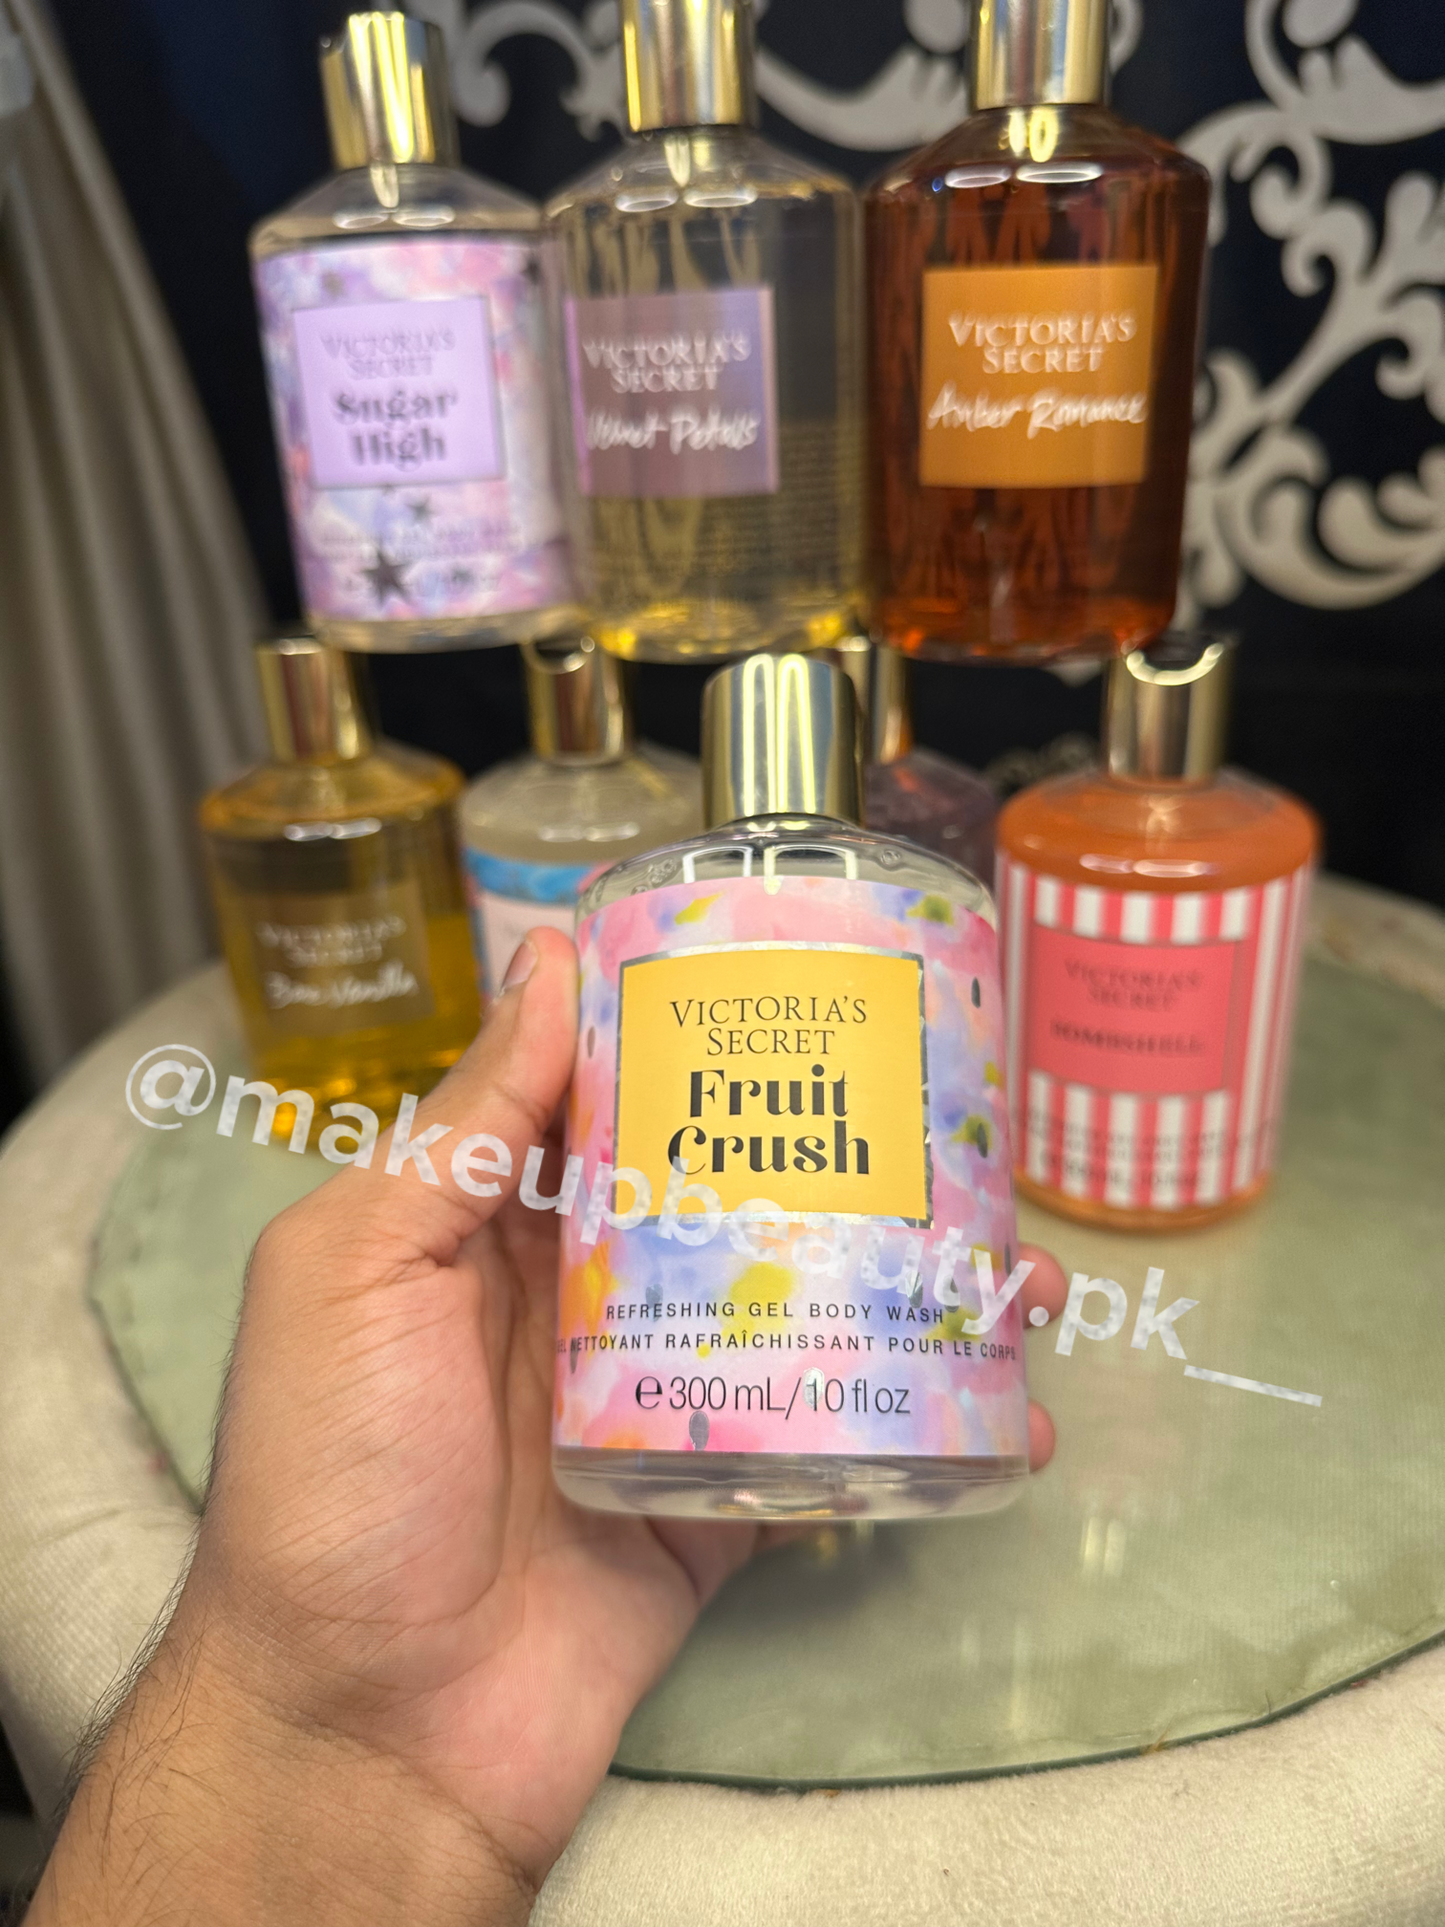 VICTORIA'S
SECRET
Sugar
High
VICTORIA'S
SECRET
Velvet Petals
VICTORIA'S
SECRET
Amber Romance
VICTORIA'S
SECRET
Bare Vanilla
VICTORIA'S
SECRET
BOMBSHELL
VICTORIA'S
SECRET
Fruit
Crush
REFRESHING GEL BODY WASH
GEL NETTOYANT RAFRAÎCHISSANT POUR LE CORPS
℮ 300 mL/10 fl oz
@makeupbeauty.pk__